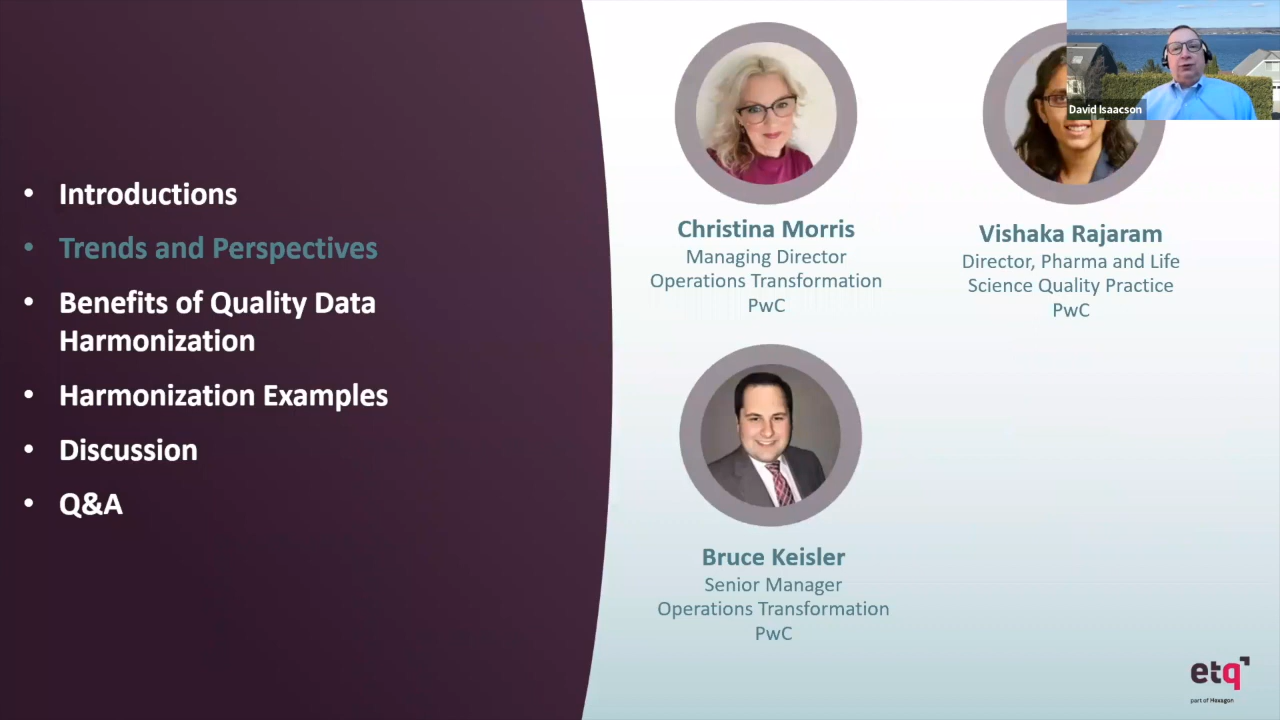 Introductions
Trends and Perspectives
Benefits of Quality Data
Harmonization
Harmonization Examples
Discussion
Q&A
Christina Morris
Managing Director
Operations Transformation
PwC
David Isaacson
Vishaka Rajaram
Director, Pharma and Life
Science Quality Practice
PwC
Bruce Keisler
Senior Manager
Operations Transformation
PwC
etq
part of Hexagon